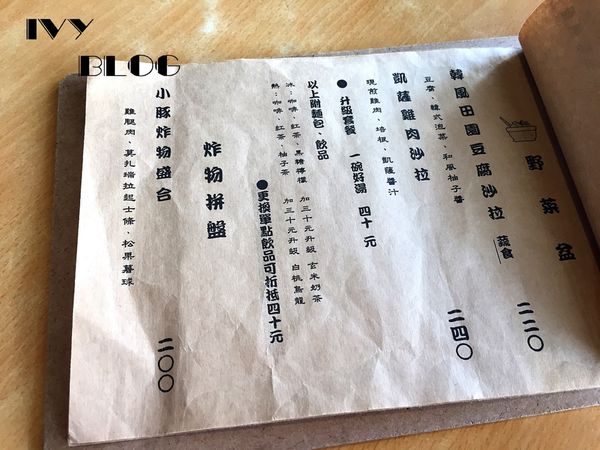 IVY
BLOG
野菜盆
韓風田園豆腐沙拉 蔬食 二二〇
豆腐、韓式泡菜、和風柚子醬
凱薩雞肉沙拉 二四〇
現煎雞肉、培根、凱薩醬汁
●升級套餐 一碗好湯 四十元
以上附麵包、飲品
冰:咖啡、紅茶、黑糖檸檬 加三十元升級 玄米奶茶
熱:咖啡、紅茶、柚子茶 加三十元升級 白桃烏龍
●更換單點飲品可折抵四十元
炸物拼盤
小豚炸物盛合 二〇〇
雞腿肉、莫札瑞拉起士條、松果薯球